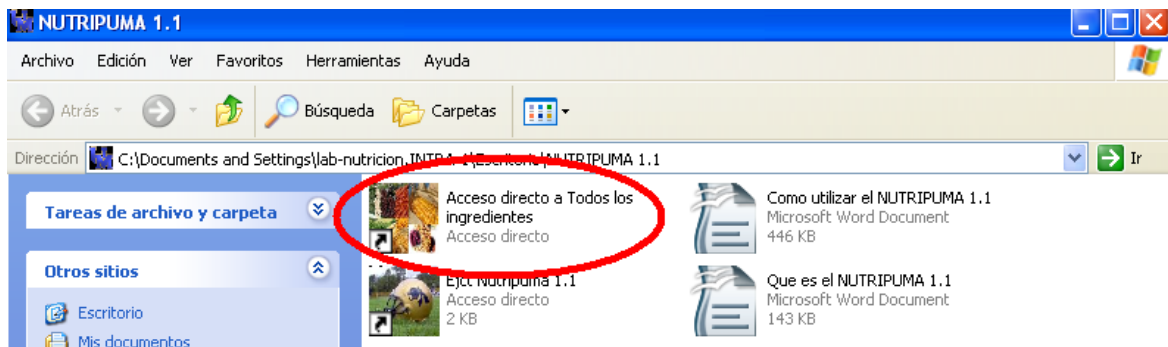 NUTRIPUMA 1.1
Archivo Edición Ver Favoritos Herramientas Ayuda
Atrás Búsqueda Carpetas
Dirección C:\Documents and Settings\lab-nutricion.INTRA-1\Escritorio\NUTRIPUMA 1.1 Ir
Tareas de archivo y carpeta
Otros sitios
Escritorio
Mis documentos
Acceso directo a Todos los
ingredientes
Acceso directo
Ejct Nutripuma 1.1
Acceso directo
2 KB
Como utilizar el NUTRIPUMA 1.1
Microsoft Word Document
446 KB
Que es el NUTRIPUMA 1.1
Microsoft Word Document
143 KB